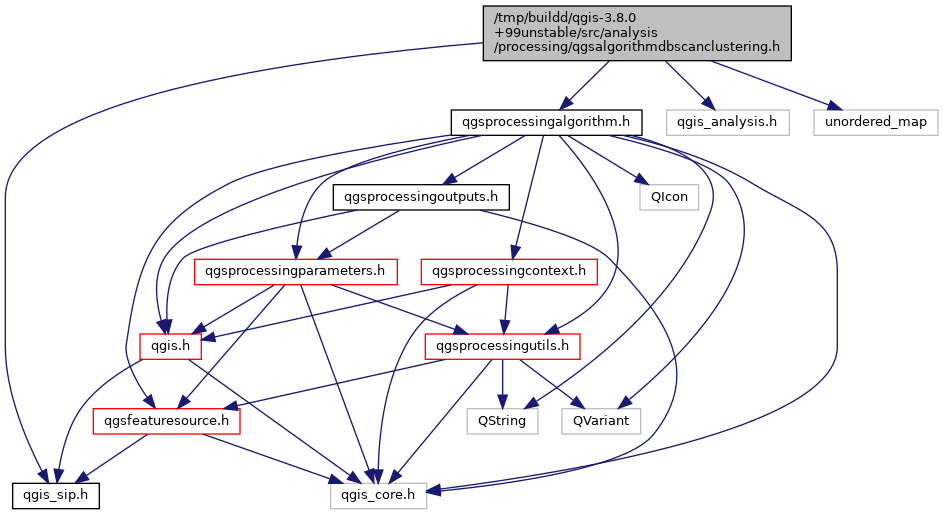 /tmp/buildd/qgis-3.8.0
+99unstable/src/analysis
/processing/qgsalgorithmdbscanclustering.h
qgsprocessingalgorithm.h
qgis_analysis.h
unordered_map
qgsprocessingoutputs.h
QIcon
qgsprocessingparameters.h
qgsprocessingcontext.h
qgis.h
qgsprocessingutils.h
qgsfeaturesource.h
QString
QVariant
qgis_sip.h
qgis_core.h